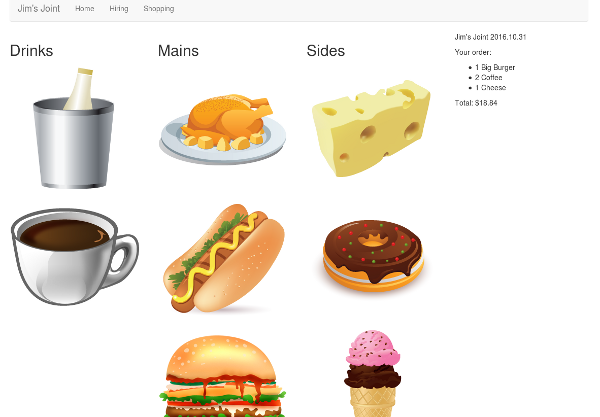 Jim's Joint Home Hiring Shopping
Drinks Mains Sides
Jim's Joint 2016.10.31
Your order:
1 Big Burger
2 Coffee
1 Cheese
Total: $18.84